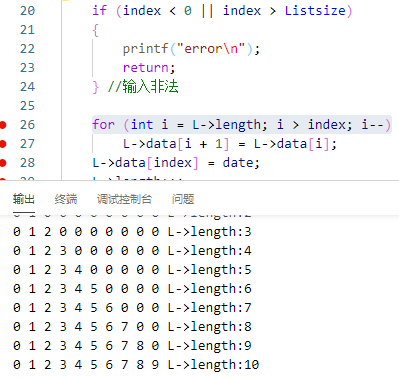 20 if (index < 0 || index > Listsize)
21 {
22 printf("error\n");
23 return;
24 } //输入非法
25
26 for (int i = L->length; i > index; i--)
27 L->data[i + 1] = L->data[i];
28 L->data[index] = date;
输出 终端 调试控制台 问题
0 1 2 0 0 0 0 0 0 0 L->length:3
0 1 2 3 0 0 0 0 0 0 L->length:4
0 1 2 3 4 0 0 0 0 0 L->length:5
0 1 2 3 4 5 0 0 0 0 L->length:6
0 1 2 3 4 5 6 0 0 0 L->length:7
0 1 2 3 4 5 6 7 0 0 L->length:8
0 1 2 3 4 5 6 7 8 0 L->length:9
0 1 2 3 4 5 6 7 8 9 L->length:10